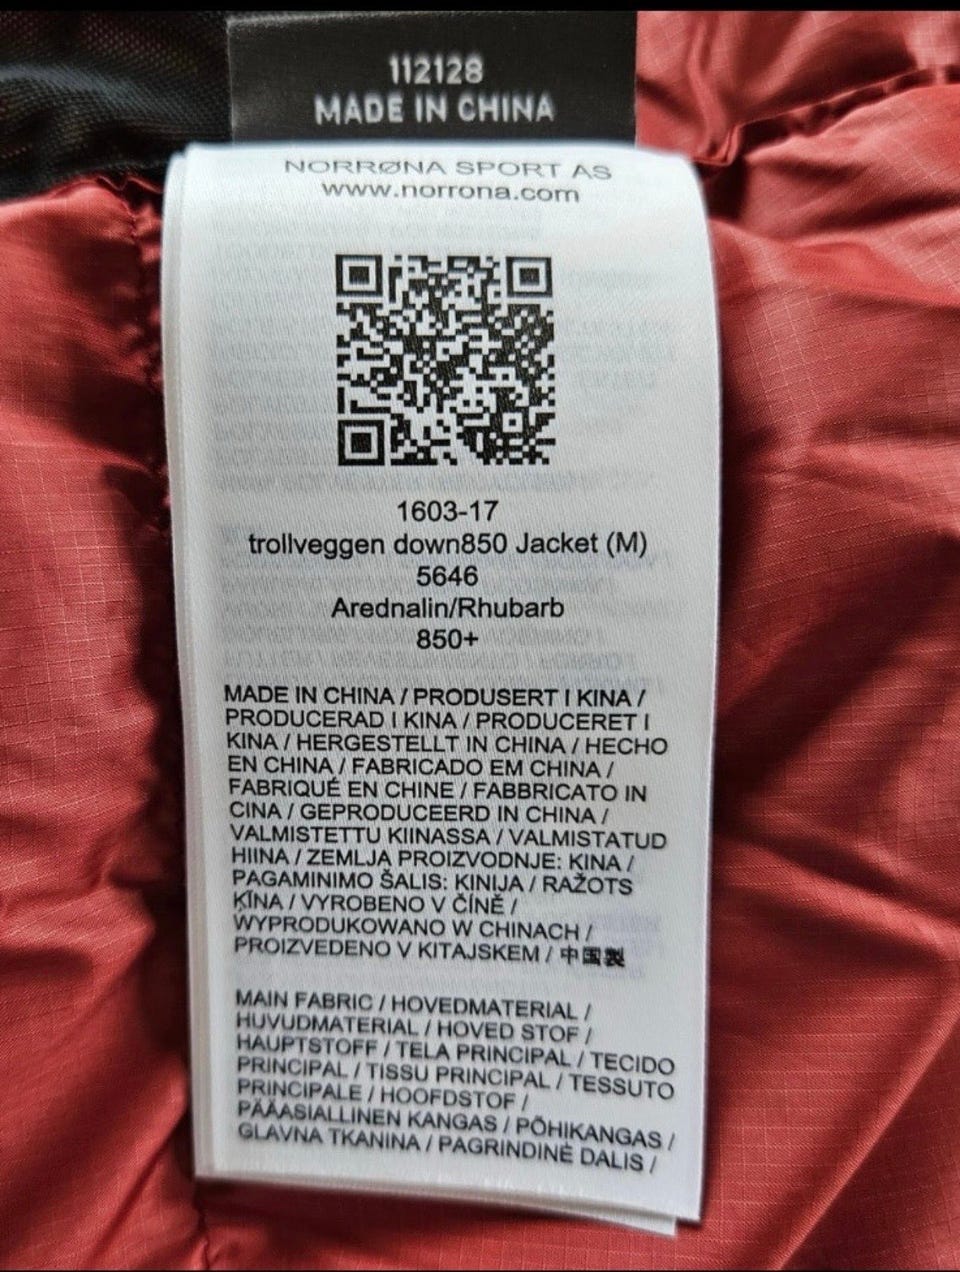 112128
MADE IN CHINA
NORRØNA SPORT AS
www.norrona.com
1603-17
trollveggen down850 Jacket (M)
5646
Arednalin/Rhubarb
850+
MADE IN CHINA / PRODUSERT I KINA /
PRODUCERAD I KINA / PRODUCERET I
KINA / HERGESTELLT IN CHINA / HECHO
EN CHINA / FABRICADO EM CHINA /
FABRIQUÉ EN CHINE / FABBRICATO IN
CINA / GEPRODUCEERD IN CHINA /
VALMISTETTU KIINASSA / VALMISTATUD
HIINA / ZEMLJA PROIZVODNJE: KINA /
PAGAMINIMO ŠALIS: KINIJA / RAŽOTS
ĶĪNA / VYROBENO V ČÍNĚ /
WYPRODUKOWANO W CHINACH /
PROIZVEDENO V KITAJSKEM / 中国製
MAIN FABRIC / HOVEDMATERIAL /
HUVUDMATERIAL / HOVED STOF /
HAUPTSTOFF / TELA PRINCIPAL / TECIDO
PRINCIPAL / TISSU PRINCIPAL / TESSUTO
PRINCIPALE / HOOFDSTOF /
PÄÄASIALLINEN KANGAS / PÕHIKANGAS /
GLAVNA TKANINA / PAGRINDINĖ DALIS /